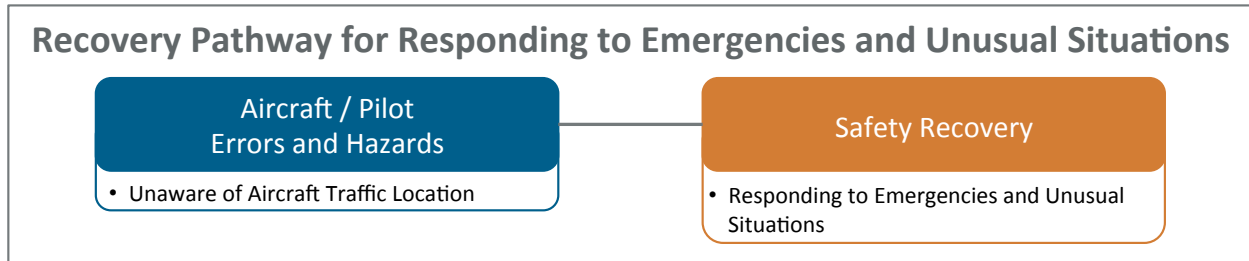 Recovery Pathway for Responding to Emergencies and Unusual Situations
Aircraft / Pilot
Errors and Hazards
• Unaware of Aircraft Traffic Location
Safety Recovery
• Responding to Emergencies and Unusual
Situations